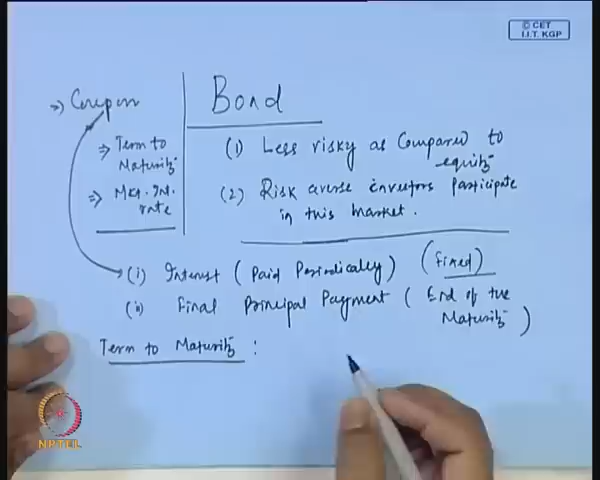 © CET
I.I.T. KGP
→) Coupon
Bond
⇒) Term to
Maturity
⇒) Mkt. Int.
rate
(1) Less risky as Compared to
equity
(2) Risk averse investors participate
in this market.
(i) Interest ( Paid Periodically ) (Fixed)
(ii) Final Principal Payment ( End of the
Maturity )
Term to Maturity :
NPTEL